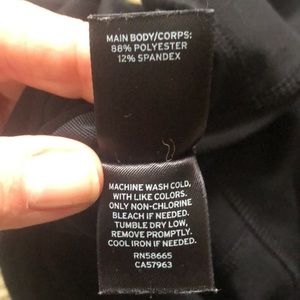 MAIN BODY/CORPS:
88% POLYESTER
12% SPANDEX
MACHINE WASH COLD,
WITH LIKE COLORS.
ONLY NON-CHLORINE
BLEACH IF NEEDED.
TUMBLE DRY LOW,
REMOVE PROMPTLY.
COOL IRON IF NEEDED.
RN58665
CA57963